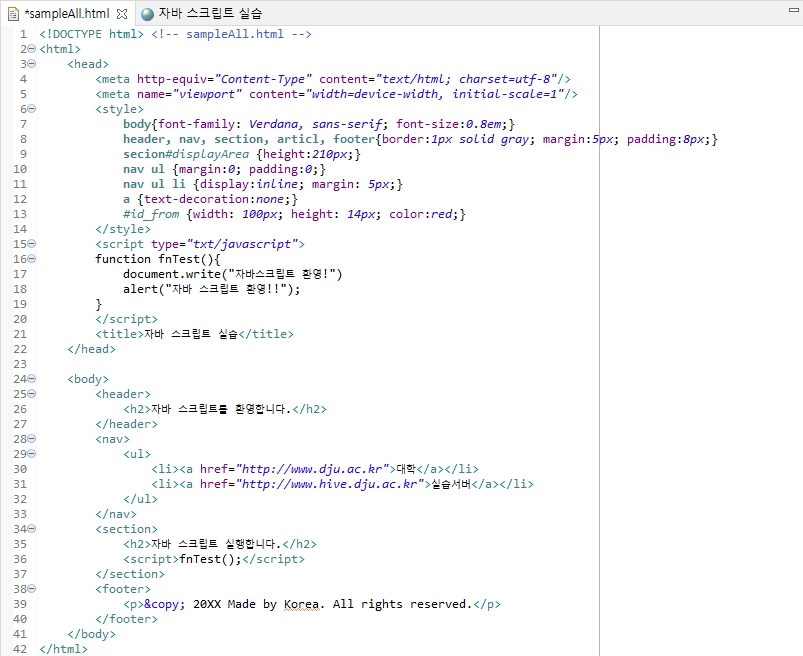 *sampleAll.html 자바 스크립트 실습
1 <!DOCTYPE html> <!-- sampleAll.html -->
2 <html>
3 <head>
4 <meta http-equiv="Content-Type" content="text/html; charset=utf-8"/>
5 <meta name="viewport" content="width=device-width, initial-scale=1"/>
6 <style>
7 body{font-family: Verdana, sans-serif; font-size:0.8em;}
8 header, nav, section, articl, footer{border:1px solid gray; margin:5px; padding:8px;}
9 secion#displayArea {height:210px;}
10 nav ul {margin:0; padding:0;}
11 nav ul li {display:inline; margin: 5px;}
12 a {text-decoration:none;}
13 #id_from {width: 100px; height: 14px; color:red;}
14 </style>
15 <script type="txt/javascript">
16 function fnTest(){
17 document.write("자바스크립트 환영!")
18 alert("자바 스크립트 환영!!");
19 }
20 </script>
21 <title>자바 스크립트 실습</title>
22 </head>
23
24 <body>
25 <header>
26 <h2>자바 스크립트를 환영합니다.</h2>
27 </header>
28 <nav>
29 <ul>
30 <li><a href="http://www.dju.ac.kr">대학</a></li>
31 <li><a href="http://www.hive.dju.ac.kr">실습서버</a></li>
32 </ul>
33 </nav>
34 <section>
35 <h2>자바 스크립트 실행합니다.</h2>
36 <script>fnTest();</script>
37 </section>
38 <footer>
39 <p>&copy; 20XX Made by Korea. All rights reserved.</p>
40 </footer>
41 </body>
42 </html>